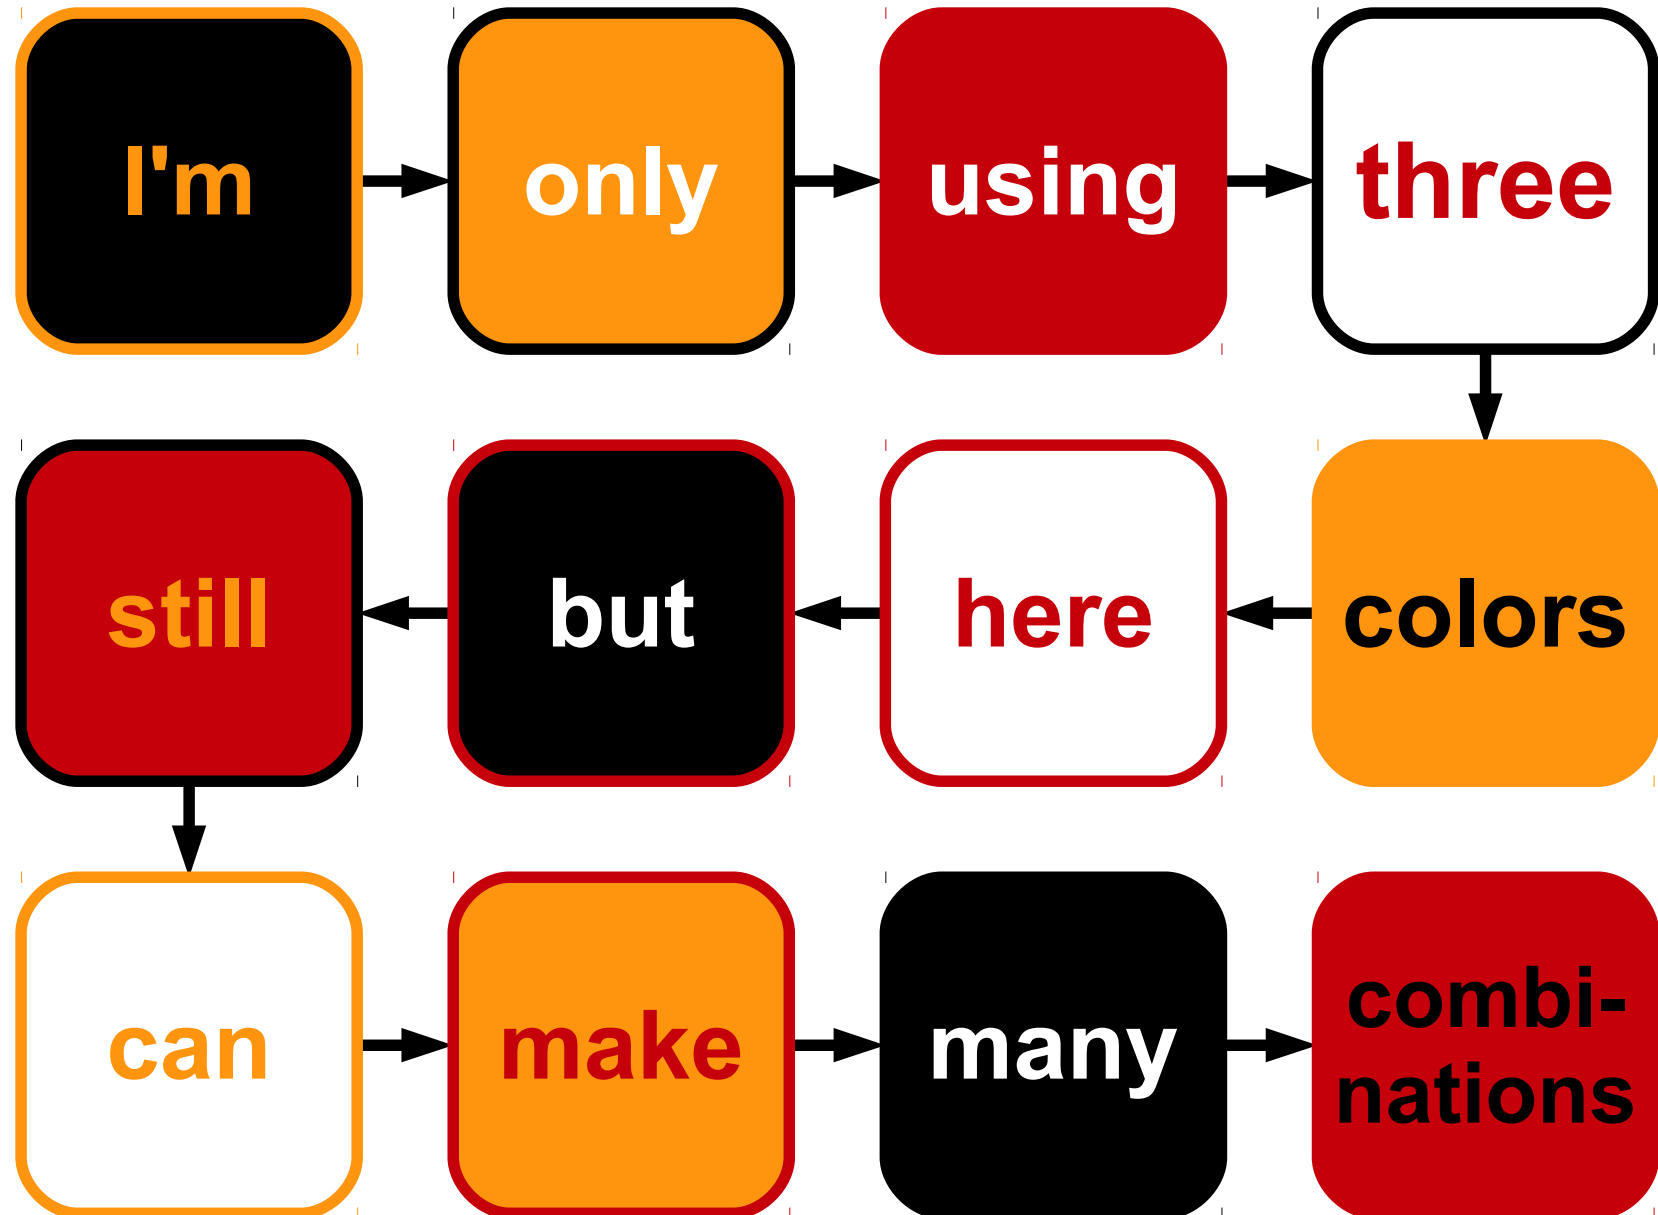 I'm
only
using
three
colors
here
but
still
can
make
many
combi-
nations